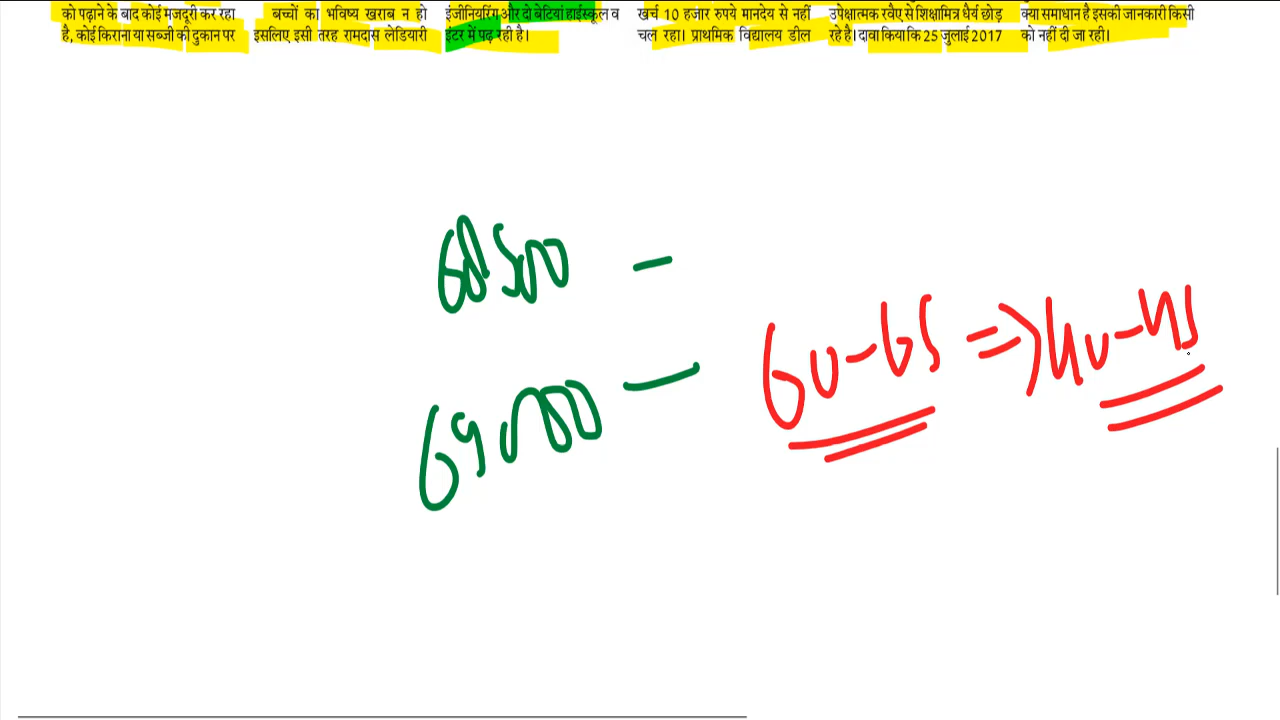 को पढ़ाने के बाद कोई मजदूरी कर रहा
है, कोई किराना या सब्जी की दुकान पर
बच्चों का भविष्य खराब न हो
इसलिए इसी तरह रामदास लेडियारी
इंजीनियरिंग और दो बेटियां हाईस्कूल व
इंटर में पढ़ रही है।
खर्च 10 हजार रुपये मानदेय से नहीं
चल रहा। प्राथमिक विद्यालय डील
उपेक्षात्मक रवैए से शिक्षामित्र धैर्य छोड़
रहे है। दावा किया कि 25 जुलाई 2017
क्या समाधान है इसकी जानकारी किसी
को नहीं दी जा रही।
68500 –
69000 –
60-65 => 40-45